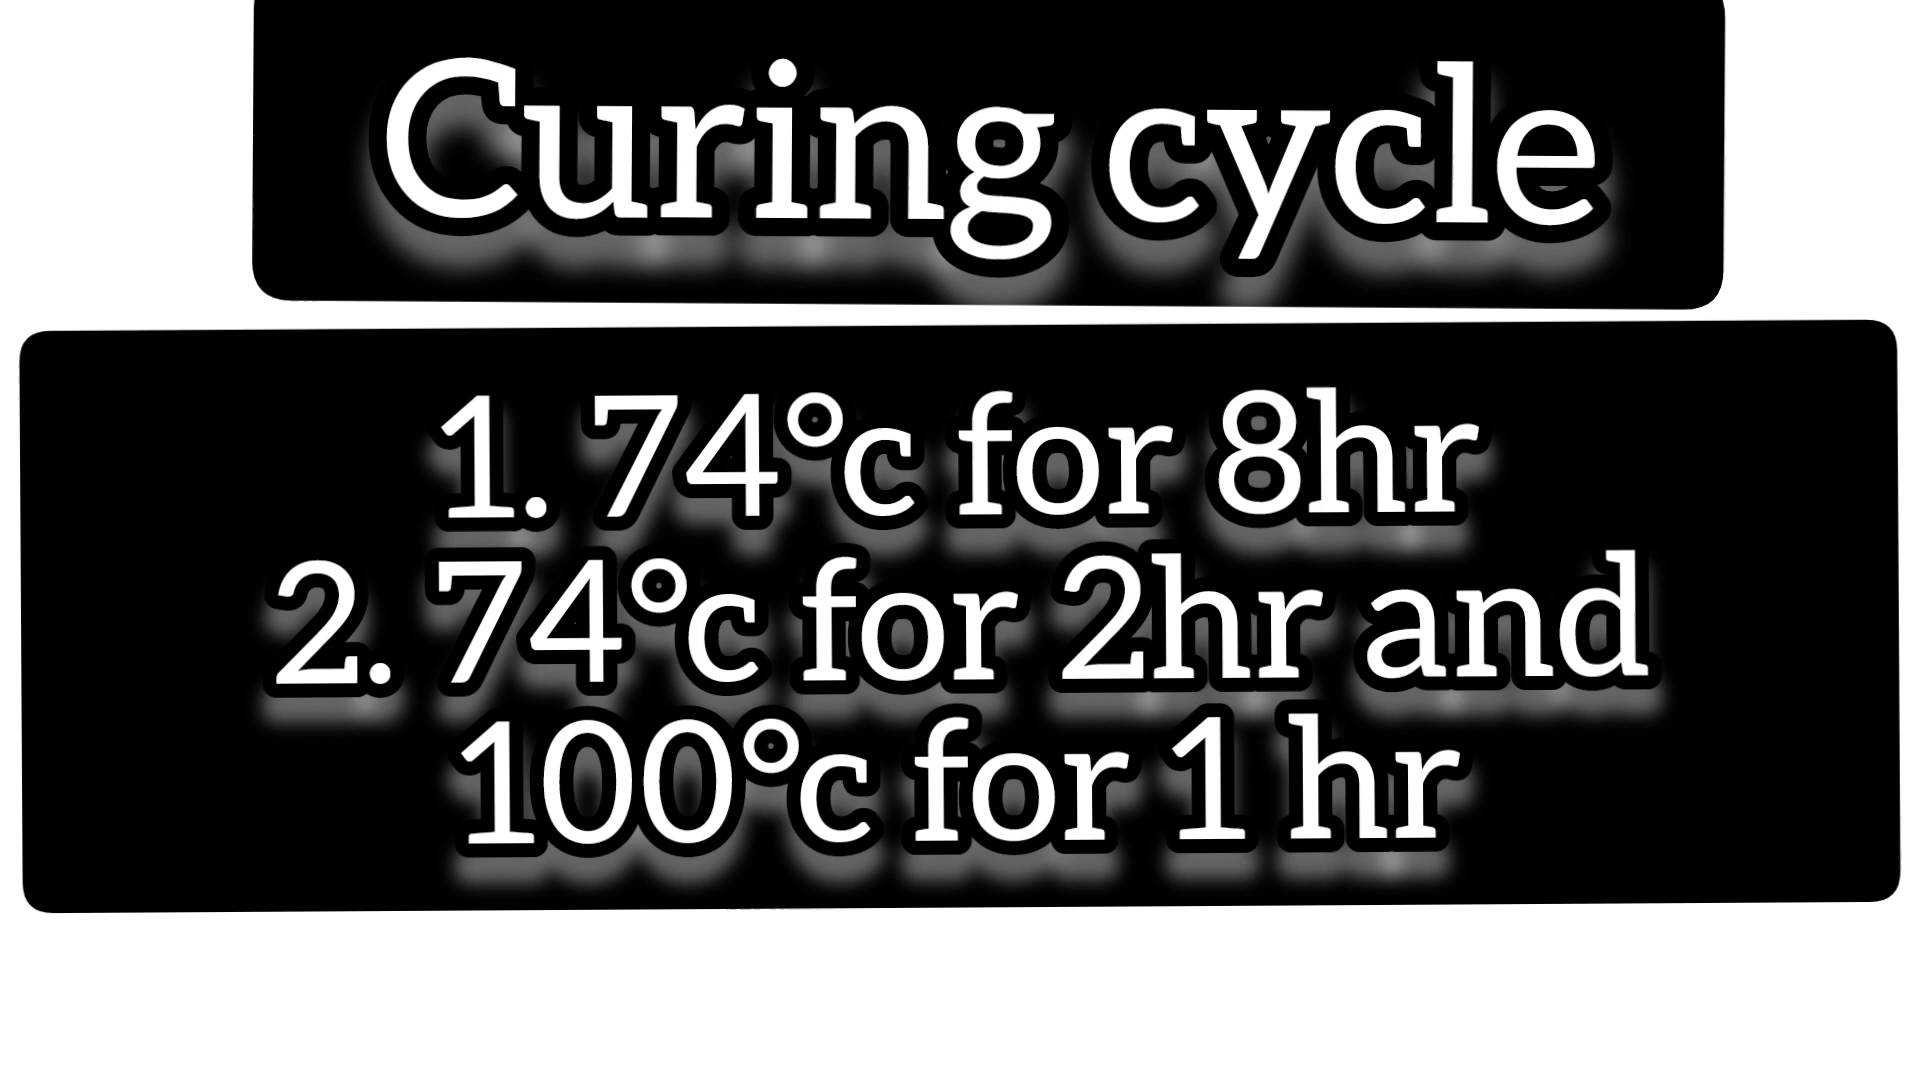 Curing cycle
1. 74°c for 8hr
2. 74°c for 2hr and
100°c for 1 hr